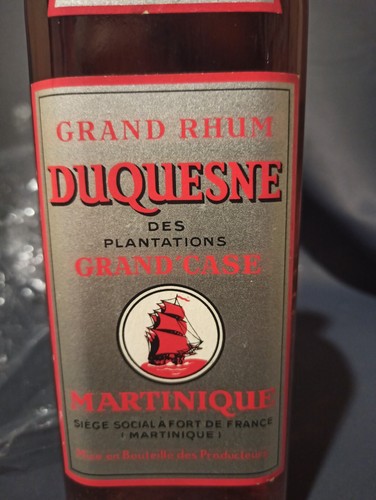 GRAND RHUM
DUQUESNE
DES
PLANTATIONS
GRAND'CASE
MARTINIQUE
SIEGE SOCIAL A FORT DE FRANCE
(MARTINIQUE)
Mise en Bouteille des Producteurs